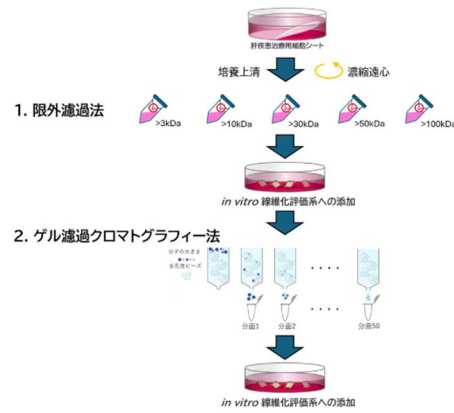 肝疾患治療用細胞シート
培養上清
濃縮遠心
1. 限外濾過法
>3kDa
>10kDa
>30kDa
>50kDa
>100kDa
in vitro 線維化評価系への添加
2. ゲル濾過クロマトグラフィー法
分子の大きさ
多孔性ビーズ
・・・・
・・・・
分画1
分画2
分画50
in vitro 線維化評価系への添加